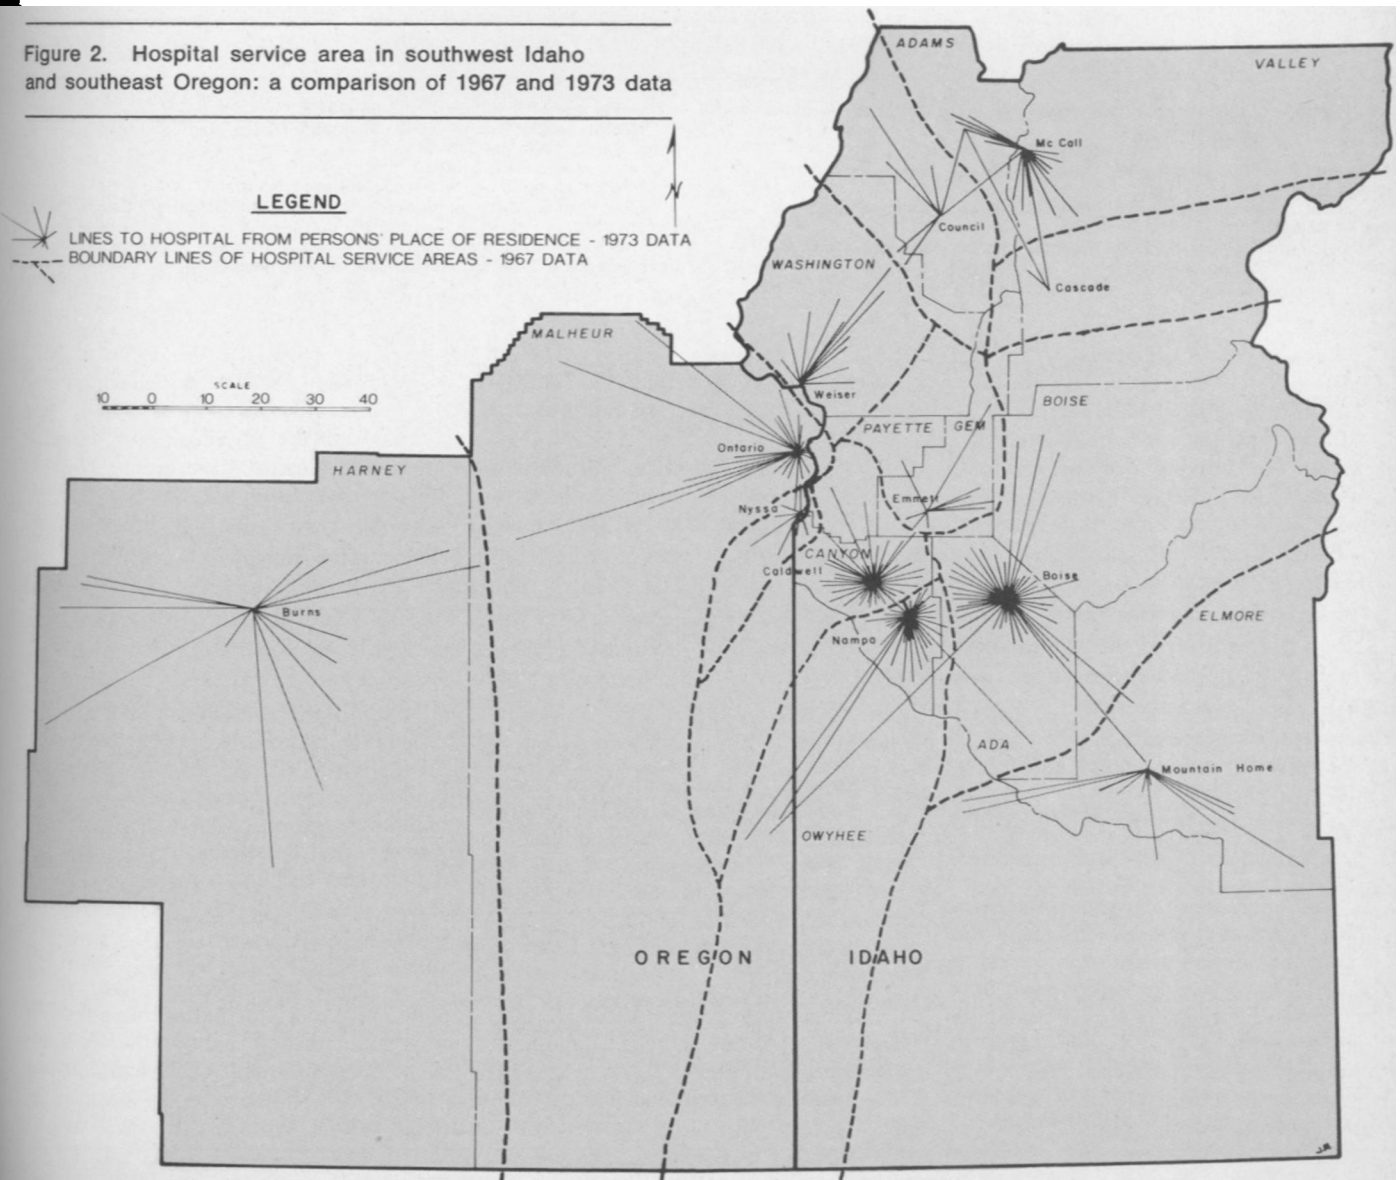 Figure 2. Hospital service area in southwest Idaho
and southeast Oregon: a comparison of 1967 and 1973 data
N
LEGEND
LINES TO HOSPITAL FROM PERSONS' PLACE OF RESIDENCE - 1973 DATA
BOUNDARY LINES OF HOSPITAL SERVICE AREAS - 1967 DATA
SCALE
10 0 10 20 30 40
ADAMS
VALLEY
Mc Call
Council
WASHINGTON
Cascade
MALHEUR
Weiser
BOISE
PAYETTE
GEM
Ontario
HARNEY
Emmett
Nyssa
CANYON
Caldwell
Boise
Burns
ELMORE
Nampa
ADA
Mountain Home
OWYHEE
OREGON
IDAHO
J.R.